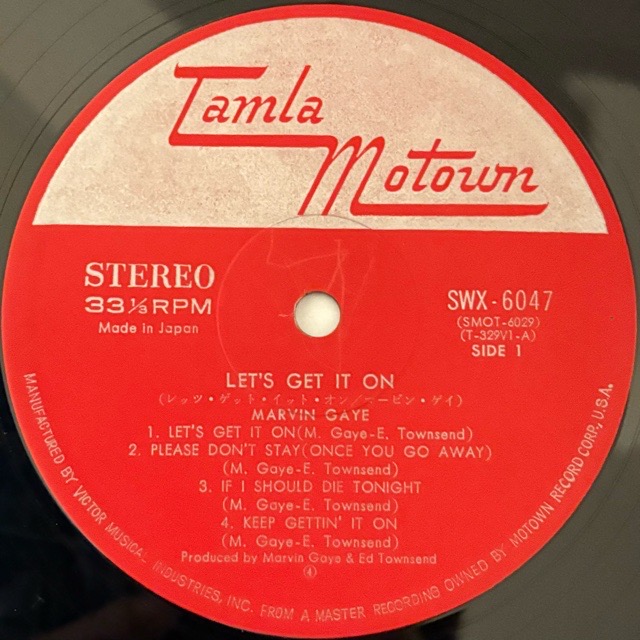 Tamla
Motown
STEREO
33⅓RPM
Made in Japan
SWX-6047
(SMOT-6029)
(T-329V1-A)
SIDE 1
LET'S GET IT ON
(レッツ・ゲット・イット・オン/マービン・ゲイ)
MARVIN GAYE
1. LET'S GET IT ON(M. Gaye-E. Townsend)
2. PLEASE DON'T STAY(ONCE YOU GO AWAY)
(M. Gaye-E. Townsend)
3. IF I SHOULD DIE TONIGHT
(M. Gaye-E. Townsend)
4. KEEP GETTIN' IT ON
(M. Gaye-E. Townsend)
Produced by Marvin Gaye & Ed Townsend
④
MANUFACTURED BY VICTOR MUSICAL INDUSTRIES, INC. FROM A MASTER RECORDING OWNED BY MOTOWN RECORD CORP., U.S.A.